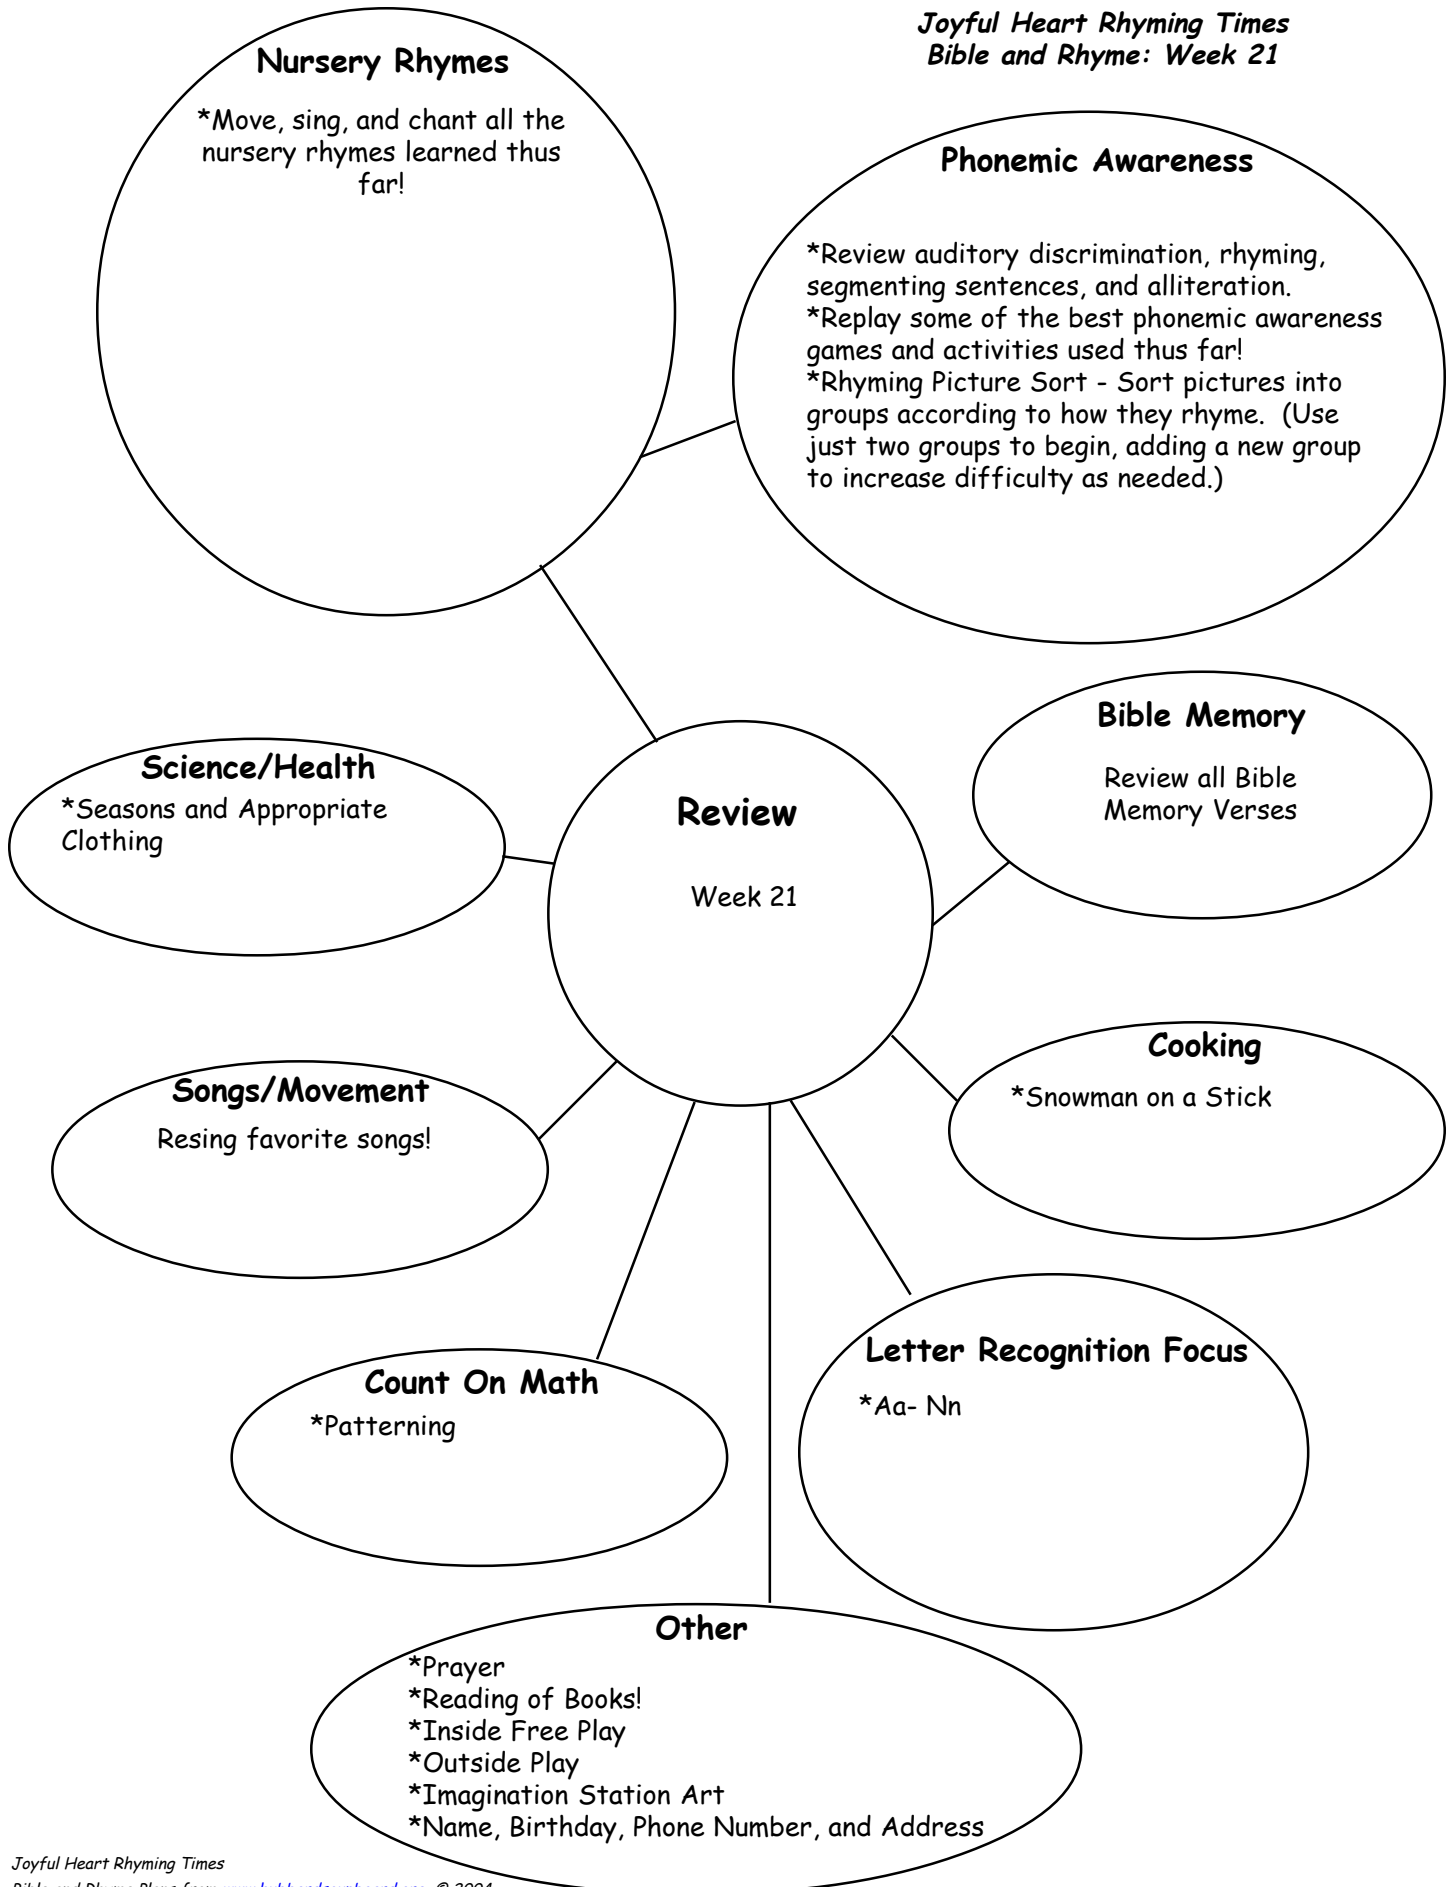 Joyful Heart Rhyming Times
Bible and Rhyme: Week 21
Nursery Rhymes
*Move, sing, and chant all the
nursery rhymes learned thus
far!
Phonemic Awareness
*Review auditory discrimination, rhyming,
segmenting sentences, and alliteration.
*Replay some of the best phonemic awareness
games and activities used thus far!
*Rhyming Picture Sort - Sort pictures into
groups according to how they rhyme. (Use
just two groups to begin, adding a new group
to increase difficulty as needed.)
Bible Memory
Review all Bible
Memory Verses
Science/Health
*Seasons and Appropriate
Clothing
Review
Week 21
Cooking
*Snowman on a Stick
Songs/Movement
Resing favorite songs!
Letter Recognition Focus
*Aa- Nn
Count On Math
*Patterning
Other
*Prayer
*Reading of Books!
*Inside Free Play
*Outside Play
*Imagination Station Art
*Name, Birthday, Phone Number, and Address
Joyful Heart Rhyming Times
Bible and Rhyme Plans from © 2004